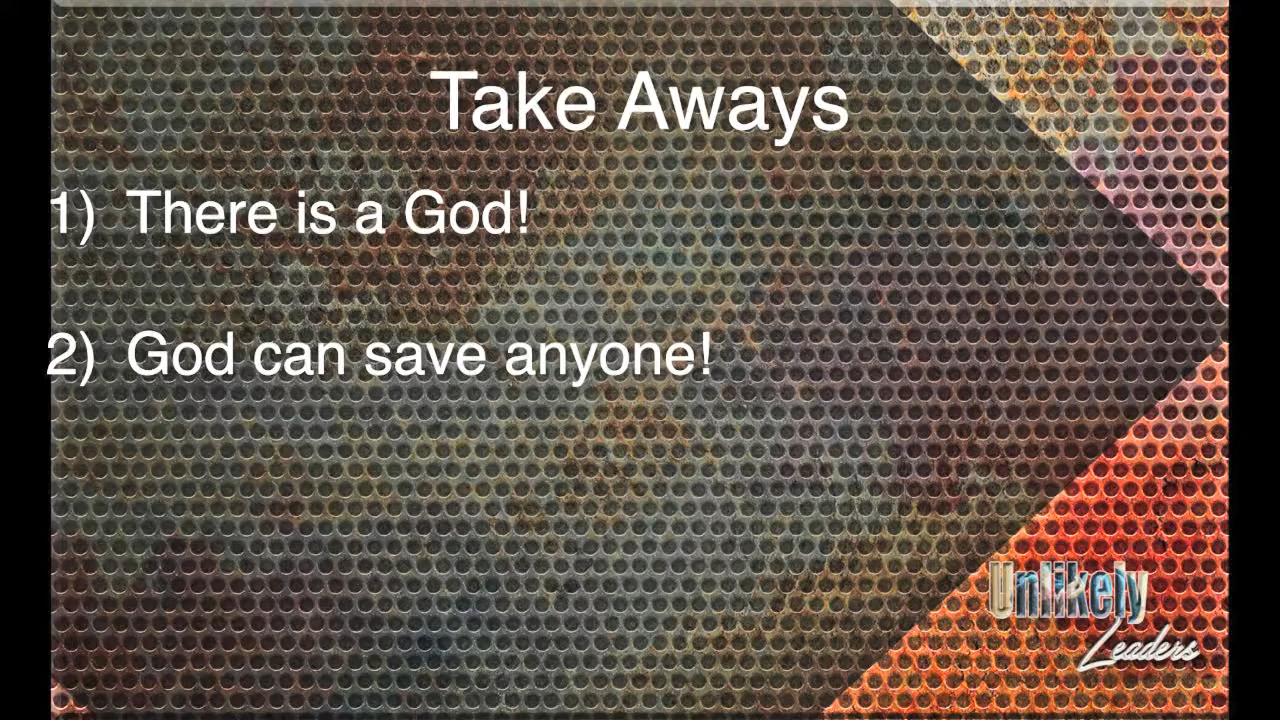 Take Aways
1) There is a God!
2) God can save anyone!
Unlikely
Leaders